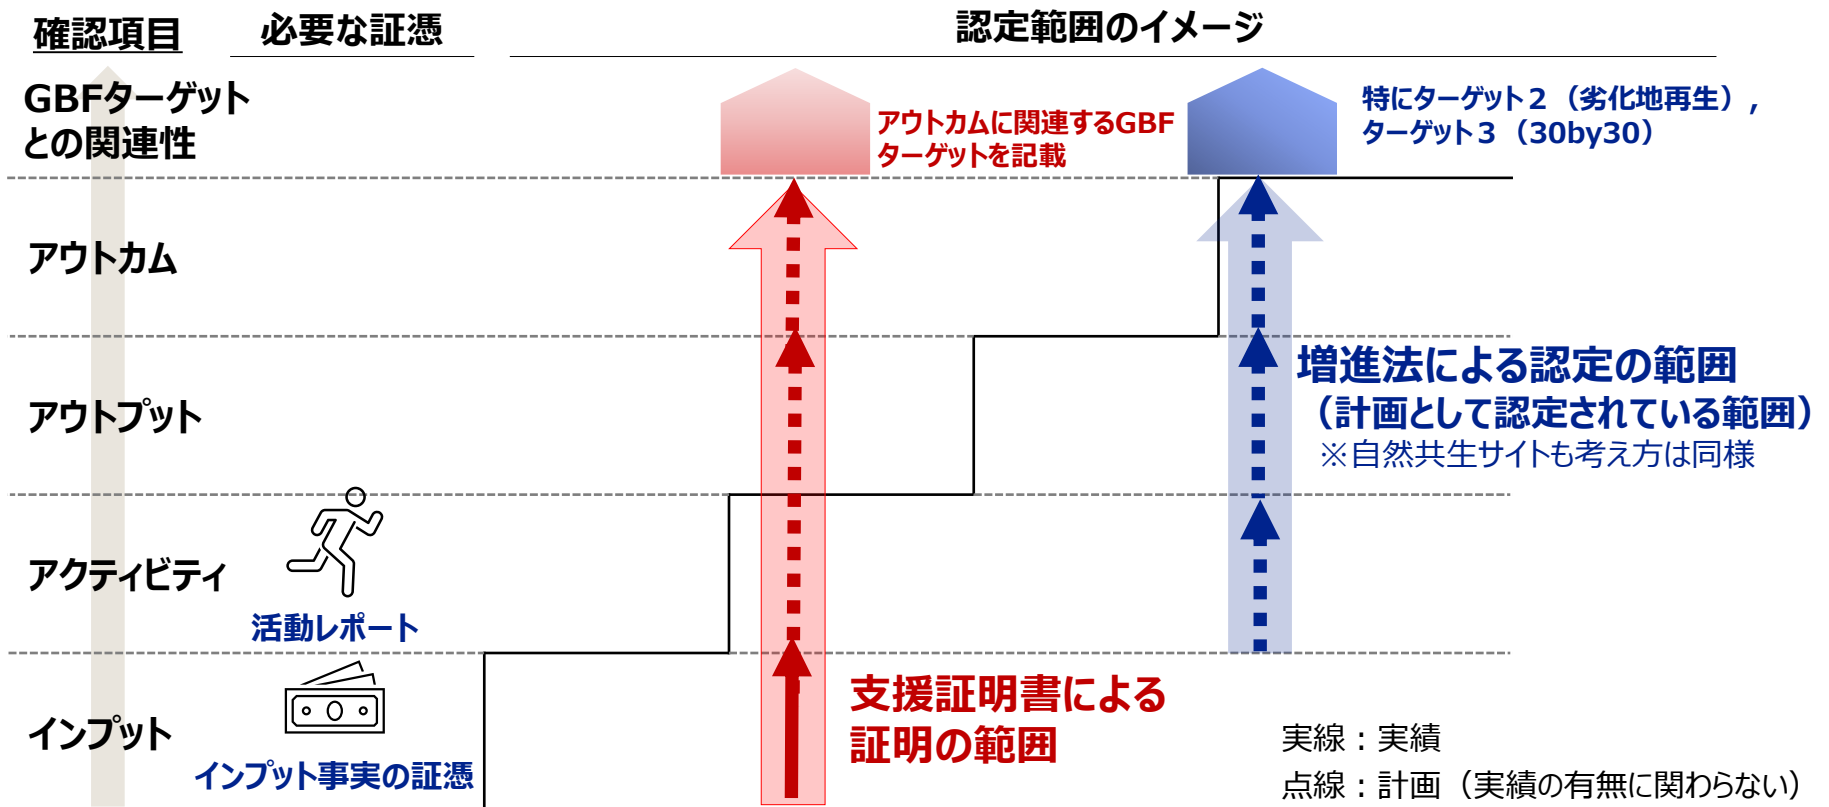 確認項目
必要な証憑
認定範囲のイメージ
GBFターゲット
との関連性
アウトカムに関連するGBF
ターゲットを記載
特にターゲット２（劣化地再生）,
ターゲット３（30by30）
アウトカム
アウトプット
増進法による認定の範囲
（計画として認定されている範囲）
※自然共生サイトも考え方は同様
アクティビティ
活動レポート
インプット
インプット事実の証憑
支援証明書による
証明の範囲
実線：実績
点線：計画（実績の有無に関わらない）